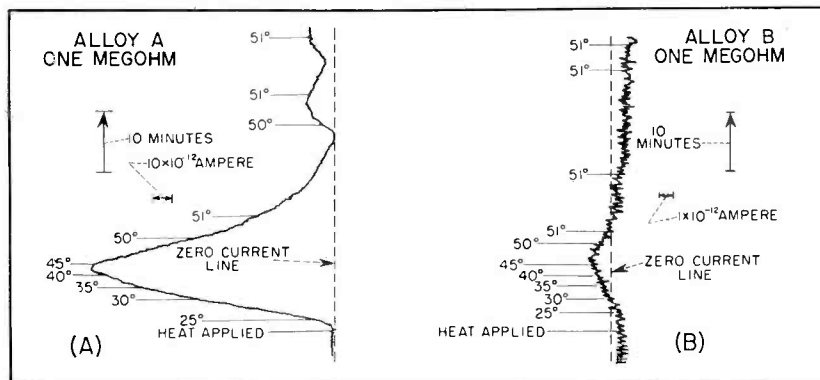 ALLOY A
ONE MEGOHM
51°
51°
50°
10 MINUTES
10×10⁻¹² AMPERE
51°
50°
ZERO CURRENT
LINE
45°
40°
35°
30°
25°
HEAT APPLIED
(A)
ALLOY B
ONE MEGOHM
51°
51°
10
MINUTES
51°
1×10⁻¹² AMPERE
51°
50°
45°
ZERO CURRENT
LINE
40°
35°
30°
25°
HEAT APPLIED
(B)